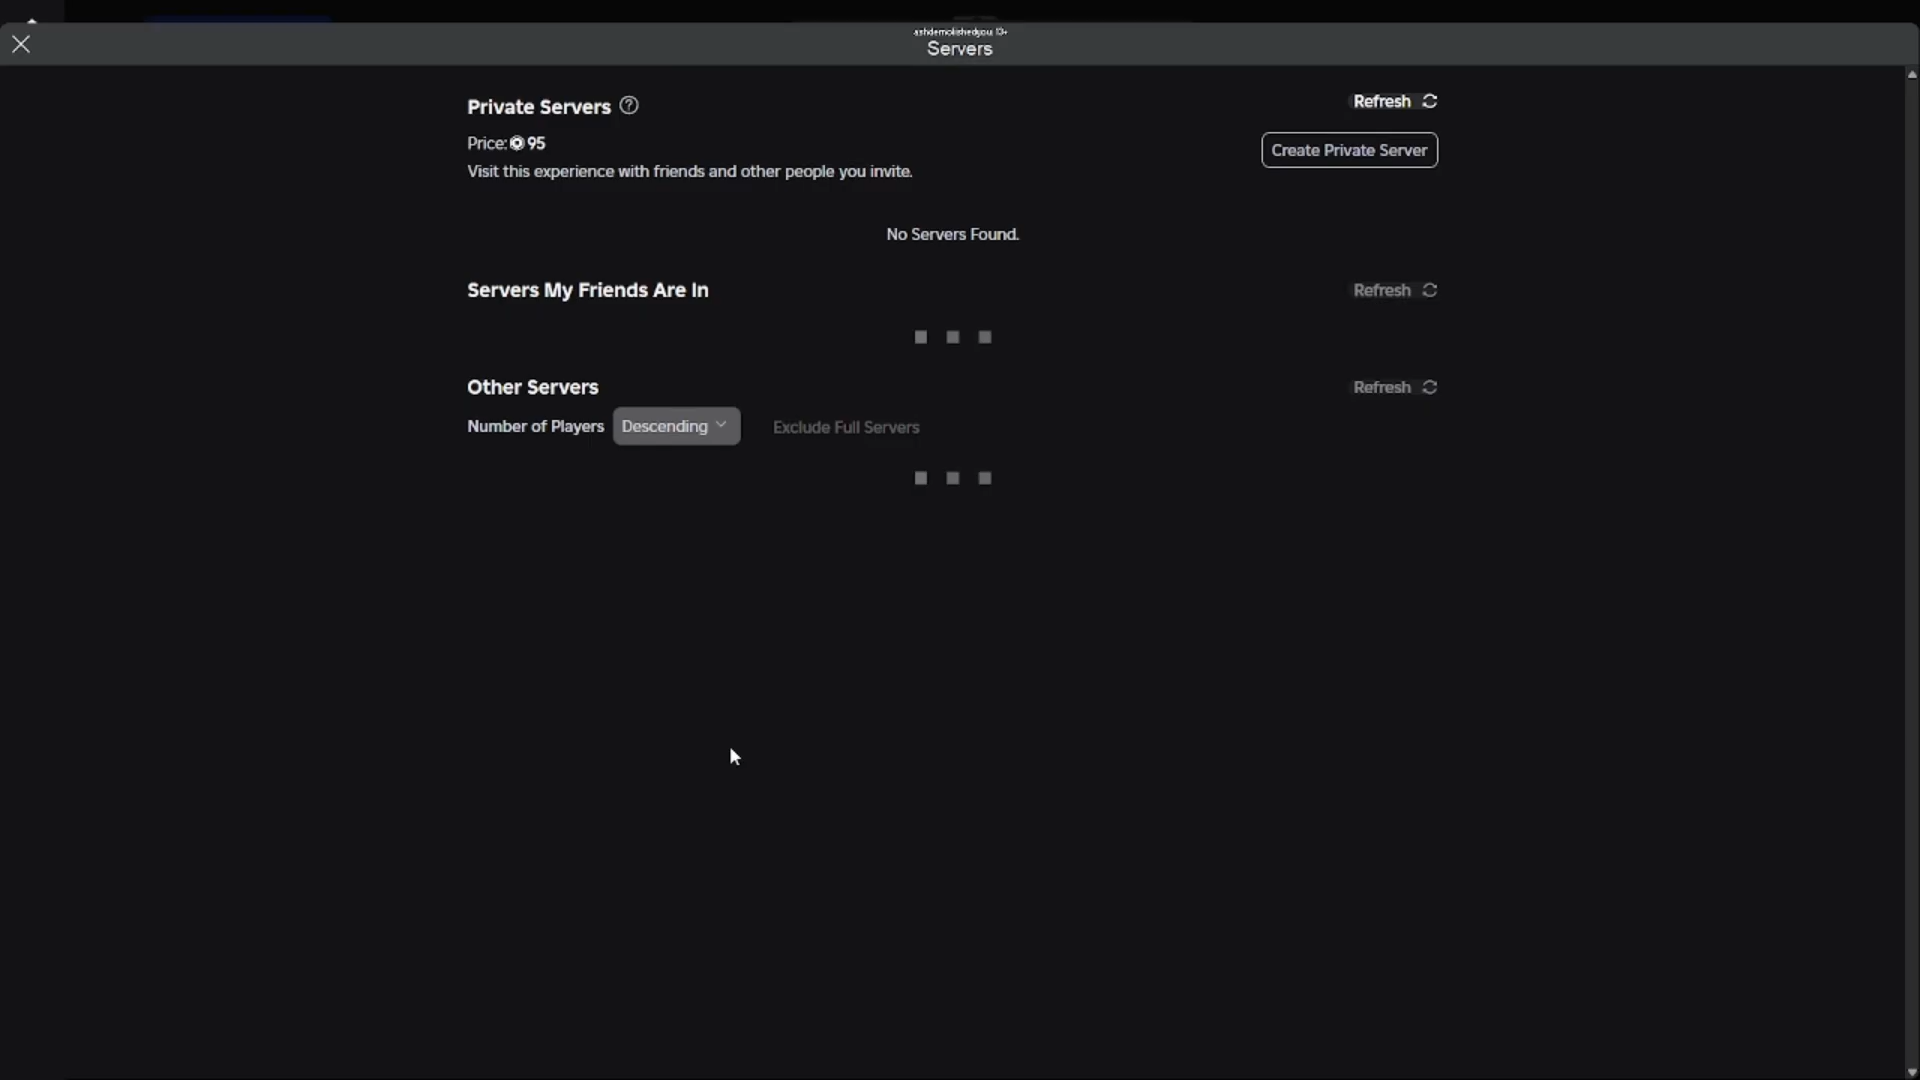 ashdemolishedyou: 13+
Servers
Private Servers
Refresh
Price: 95
Create Private Server
Visit this experience with friends and other people you invite.
No Servers Found.
Servers My Friends Are In
Refresh
Other Servers
Refresh
Number of Players Descending Exclude Full Servers